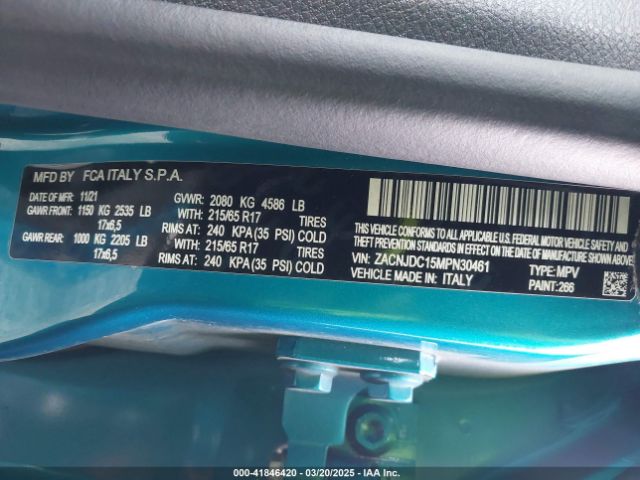 MFD BY FCA ITALY S.P.A.
DATE OF MFR 11/21 GVWR: 2080 KG 4586 LB
GAWR FRONT: 1150 KG 2535 LB WITH: 215/65 R17 TIRES
17x6,5 RIMS AT: 240 KPA(35 PSI) COLD
GAWR REAR: 1000 KG 2205 LB WITH: 215/65 R17 TIRES
17x6,5 RIMS AT: 240 KPA(35 PSI) COLD
THIS VEHICLE CONFORMS TO ALL APPLICABLE U.S. FEDERAL MOTOR VEHICLE SAFETY AND
THEFT PREVENTION STANDARDS IN EFFECT ON THE DATE OF MANUFACTURE SHOWN ABOVE
VIN: ZACNJDC15MPN30461 TYPE: MPV
VEHICLE MADE IN: ITALY PAINT: 266
000-41846420 — 03/20/2025 — IAA Inc.